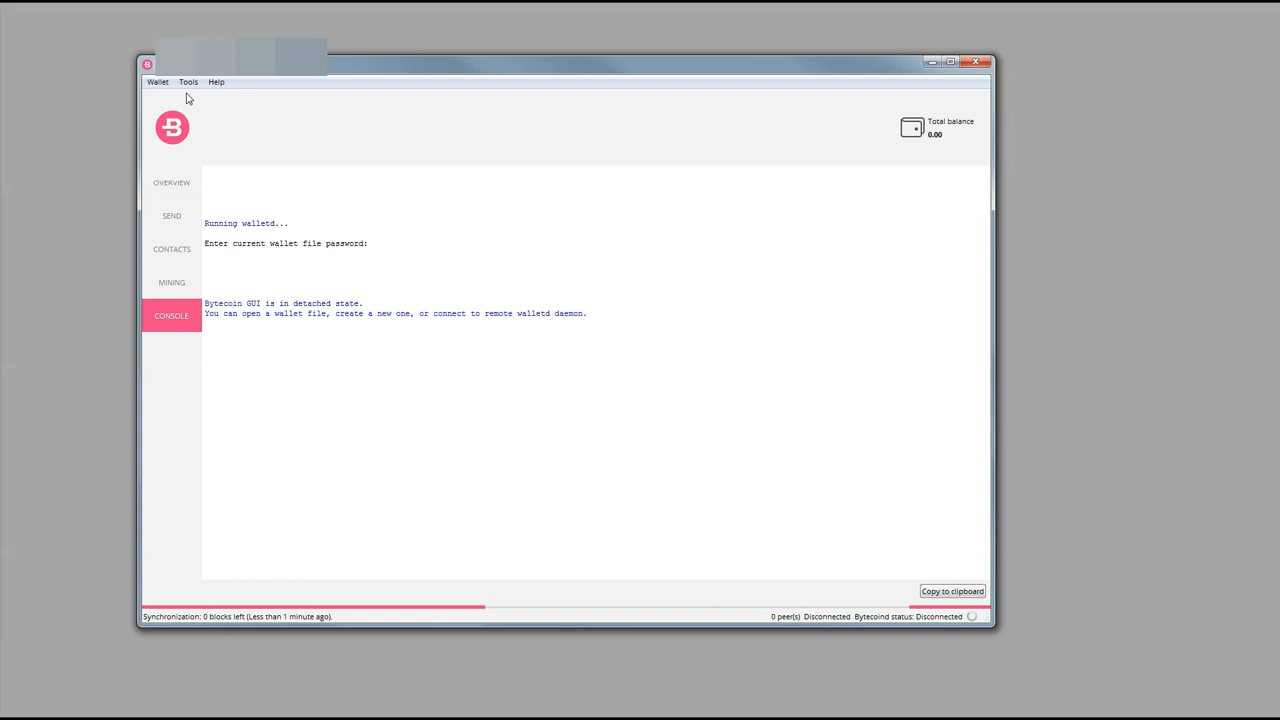 Wallet Tools Help
Total balance
0.00
OVERVIEW
SEND
CONTACTS
MINING
CONSOLE
Running walletd...
Enter current wallet file password:
Bytecoin GUI is in detached state.
You can open a wallet file, create a new one, or connect to remote walletd daemon.
Copy to clipboard
Synchronization: 0 blocks left (Less than 1 minute ago).
0 peer(s) Disconnected Bytecoind status: Disconnected